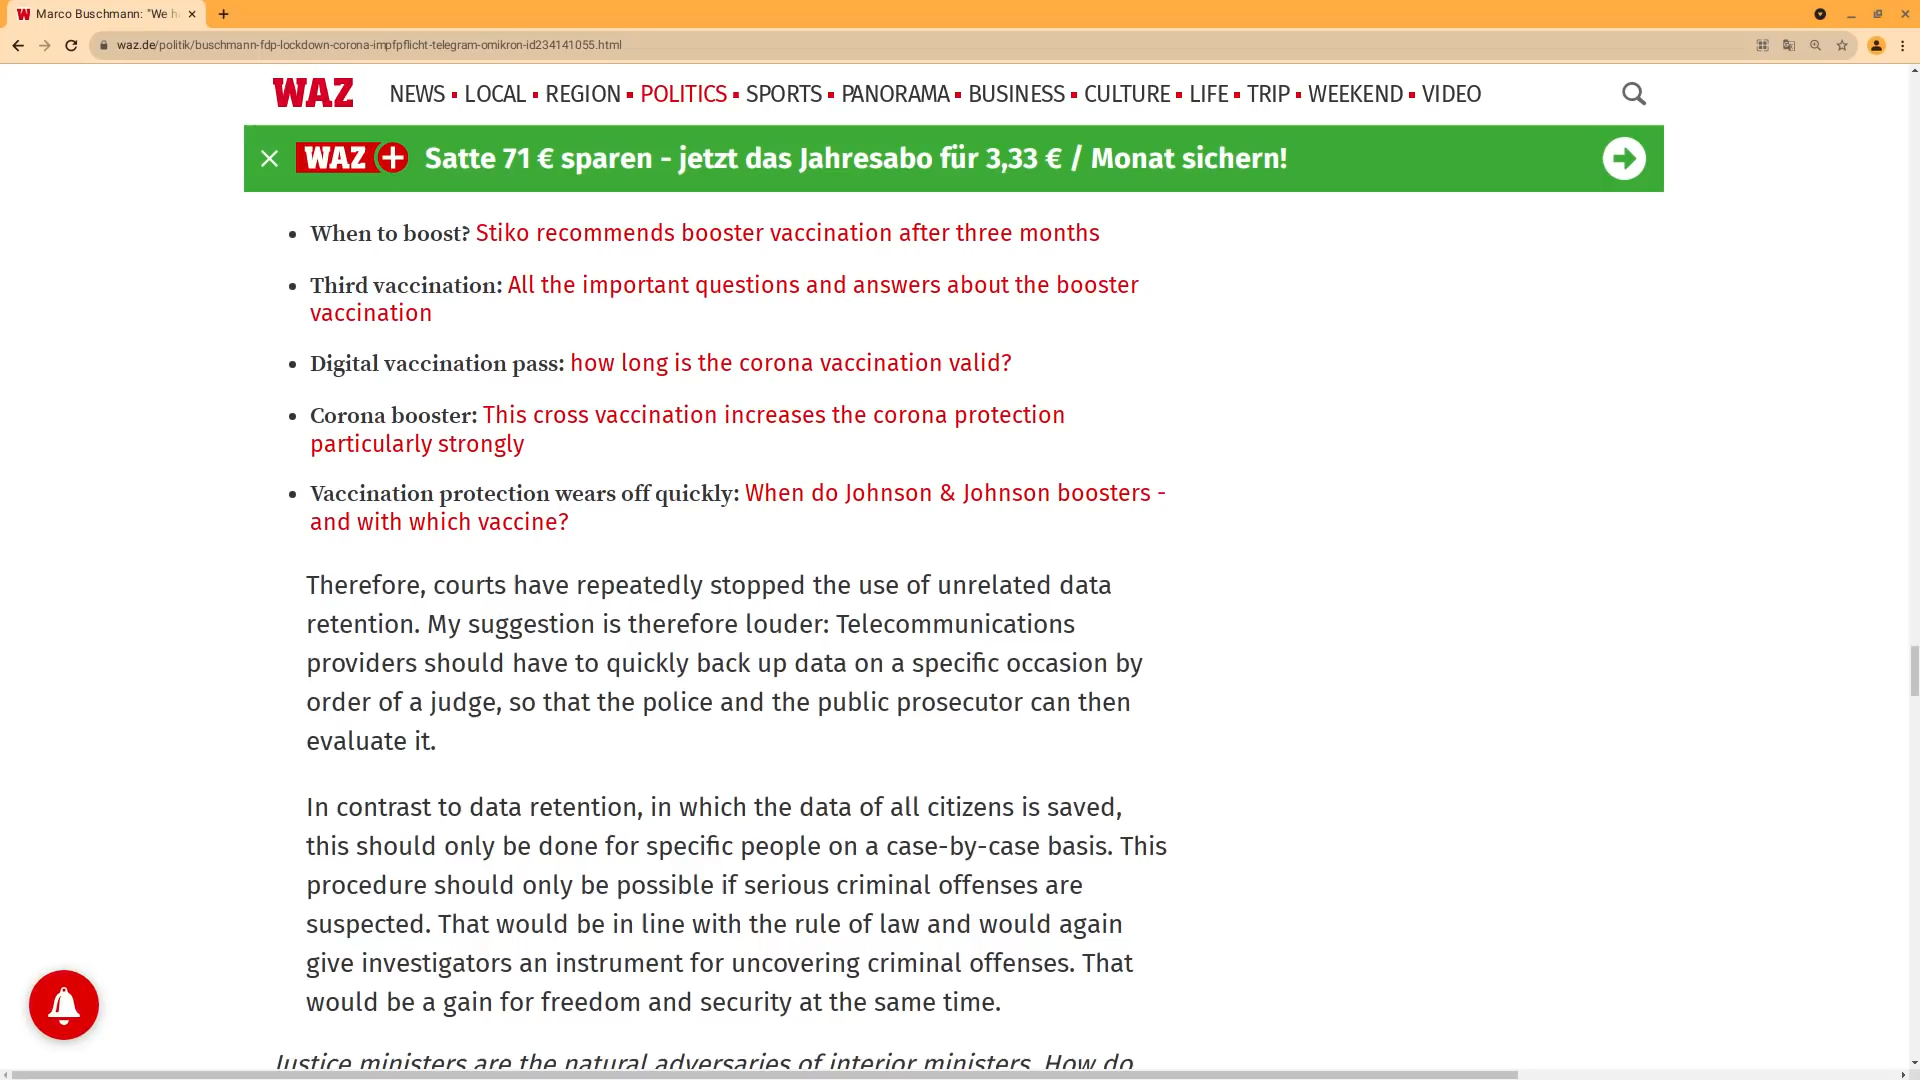 Marco Buschmann: "We h
waz.de/politik/buschmann-fdp-lockdown-corona-impfpflicht-telegram-omikron-id234141055.html
WAZ NEWS LOCAL REGION POLITICS SPORTS PANORAMA BUSINESS CULTURE LIFE TRIP WEEKEND VIDEO
WAZ + Satte 71 € sparen - jetzt das Jahresabo für 3,33 € / Monat sichern!
• When to boost? Stiko recommends booster vaccination after three months
• Third vaccination: All the important questions and answers about the booster
vaccination
• Digital vaccination pass: how long is the corona vaccination valid?
• Corona booster: This cross vaccination increases the corona protection
particularly strongly
• Vaccination protection wears off quickly: When do Johnson & Johnson boosters -
and with which vaccine?
Therefore, courts have repeatedly stopped the use of unrelated data
retention. My suggestion is therefore louder: Telecommunications
providers should have to quickly back up data on a specific occasion by
order of a judge, so that the police and the public prosecutor can then
evaluate it.
In contrast to data retention, in which the data of all citizens is saved,
this should only be done for specific people on a case-by-case basis. This
procedure should only be possible if serious criminal offenses are
suspected. That would be in line with the rule of law and would again
give investigators an instrument for uncovering criminal offenses. That
would be a gain for freedom and security at the same time.
Justice ministers are the natural adversaries of interior ministers. How do